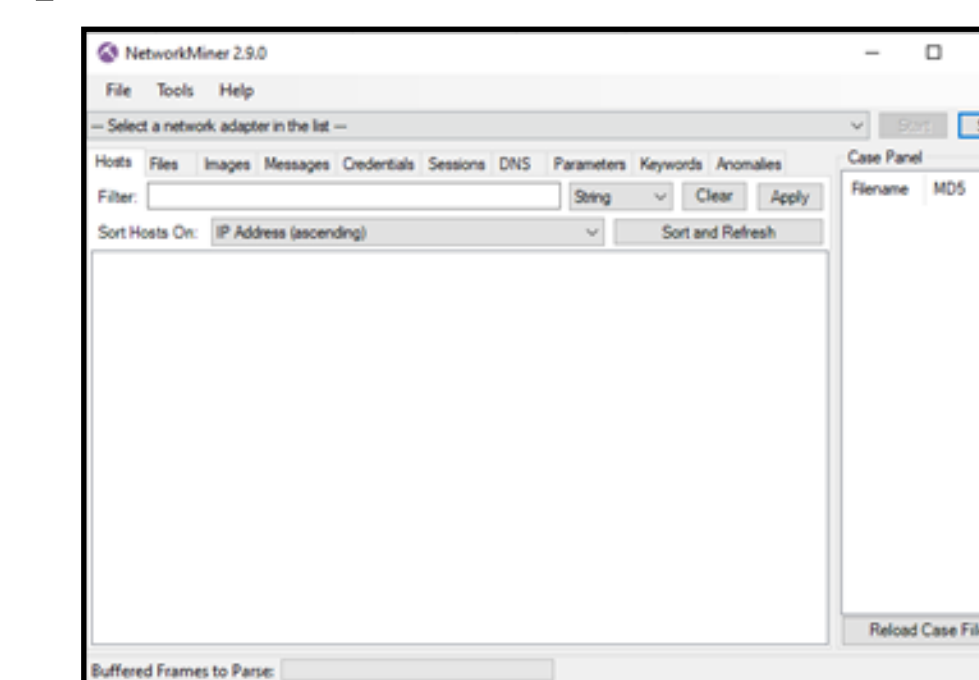 NetworkMiner 2.9.0
File Tools Help
--- Select a network adapter in the list ---
Start
Hosts Files Images Messages Credentials Sessions DNS Parameters Keywords Anomalies
Case Panel
Filter: String Clear Apply
Filename MD5
Sort Hosts On: IP Address (ascending) Sort and Refresh
Reload Case Fil
Buffered Frames to Parse: